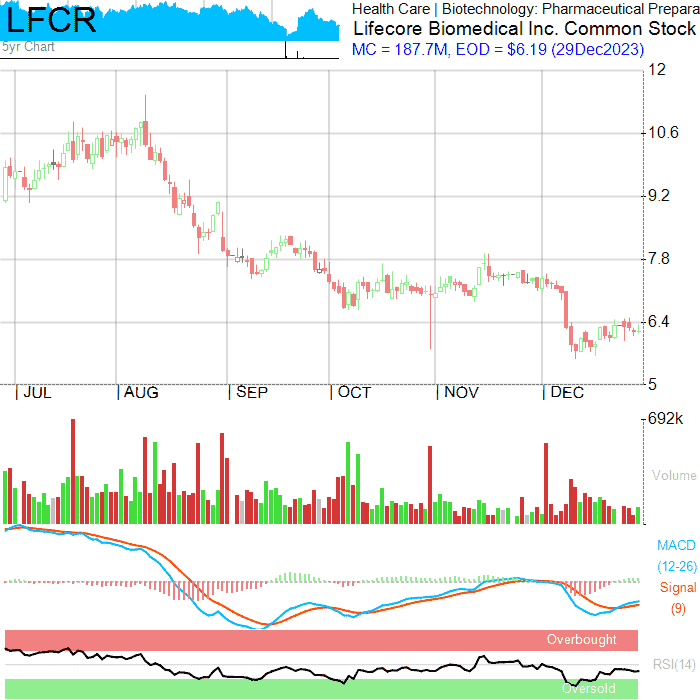 LFCR
Health Care | Biotechnology: Pharmaceutical Prepara
Lifecore Biomedical Inc. Common Stock
5yr Chart
MC = 187.7M, EOD = $6.19 (29Dec2023)
12
10.6
9.2
7.8
6.4
5
| JUL | AUG | SEP | OCT | NOV | DEC
692k
Volume
MACD
(12-26)
Signal
(9)
Overbought
RSI(14)
Oversold